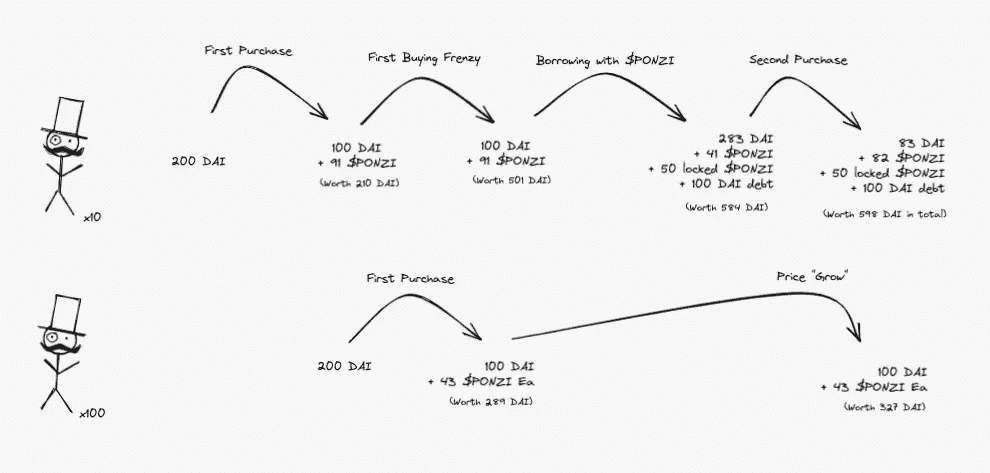 First Purchase
First Buying Frenzy
Borrowing with $PONZI
Second Purchase
200 DAI
100 DAI
+ 91 $PONZI
(Worth 210 DAI)
100 DAI
+ 91 $PONZI
(Worth 501 DAI)
283 DAI
+ 41 $PONZI
+ 50 locked $PONZI
+ 100 DAI debt
(Worth 584 DAI)
83 DAI
+ 82 $PONZI
+ 50 locked $PONZI
+ 100 DAI debt
(Worth 598 DAI in total)
x10
First Purchase
Price "Grow"
200 DAI
100 DAI
+ 43 $PONZI Ea
(Worth 289 DAI)
100 DAI
+ 43 $PONZI Ea
(Worth 327 DAI)
x100